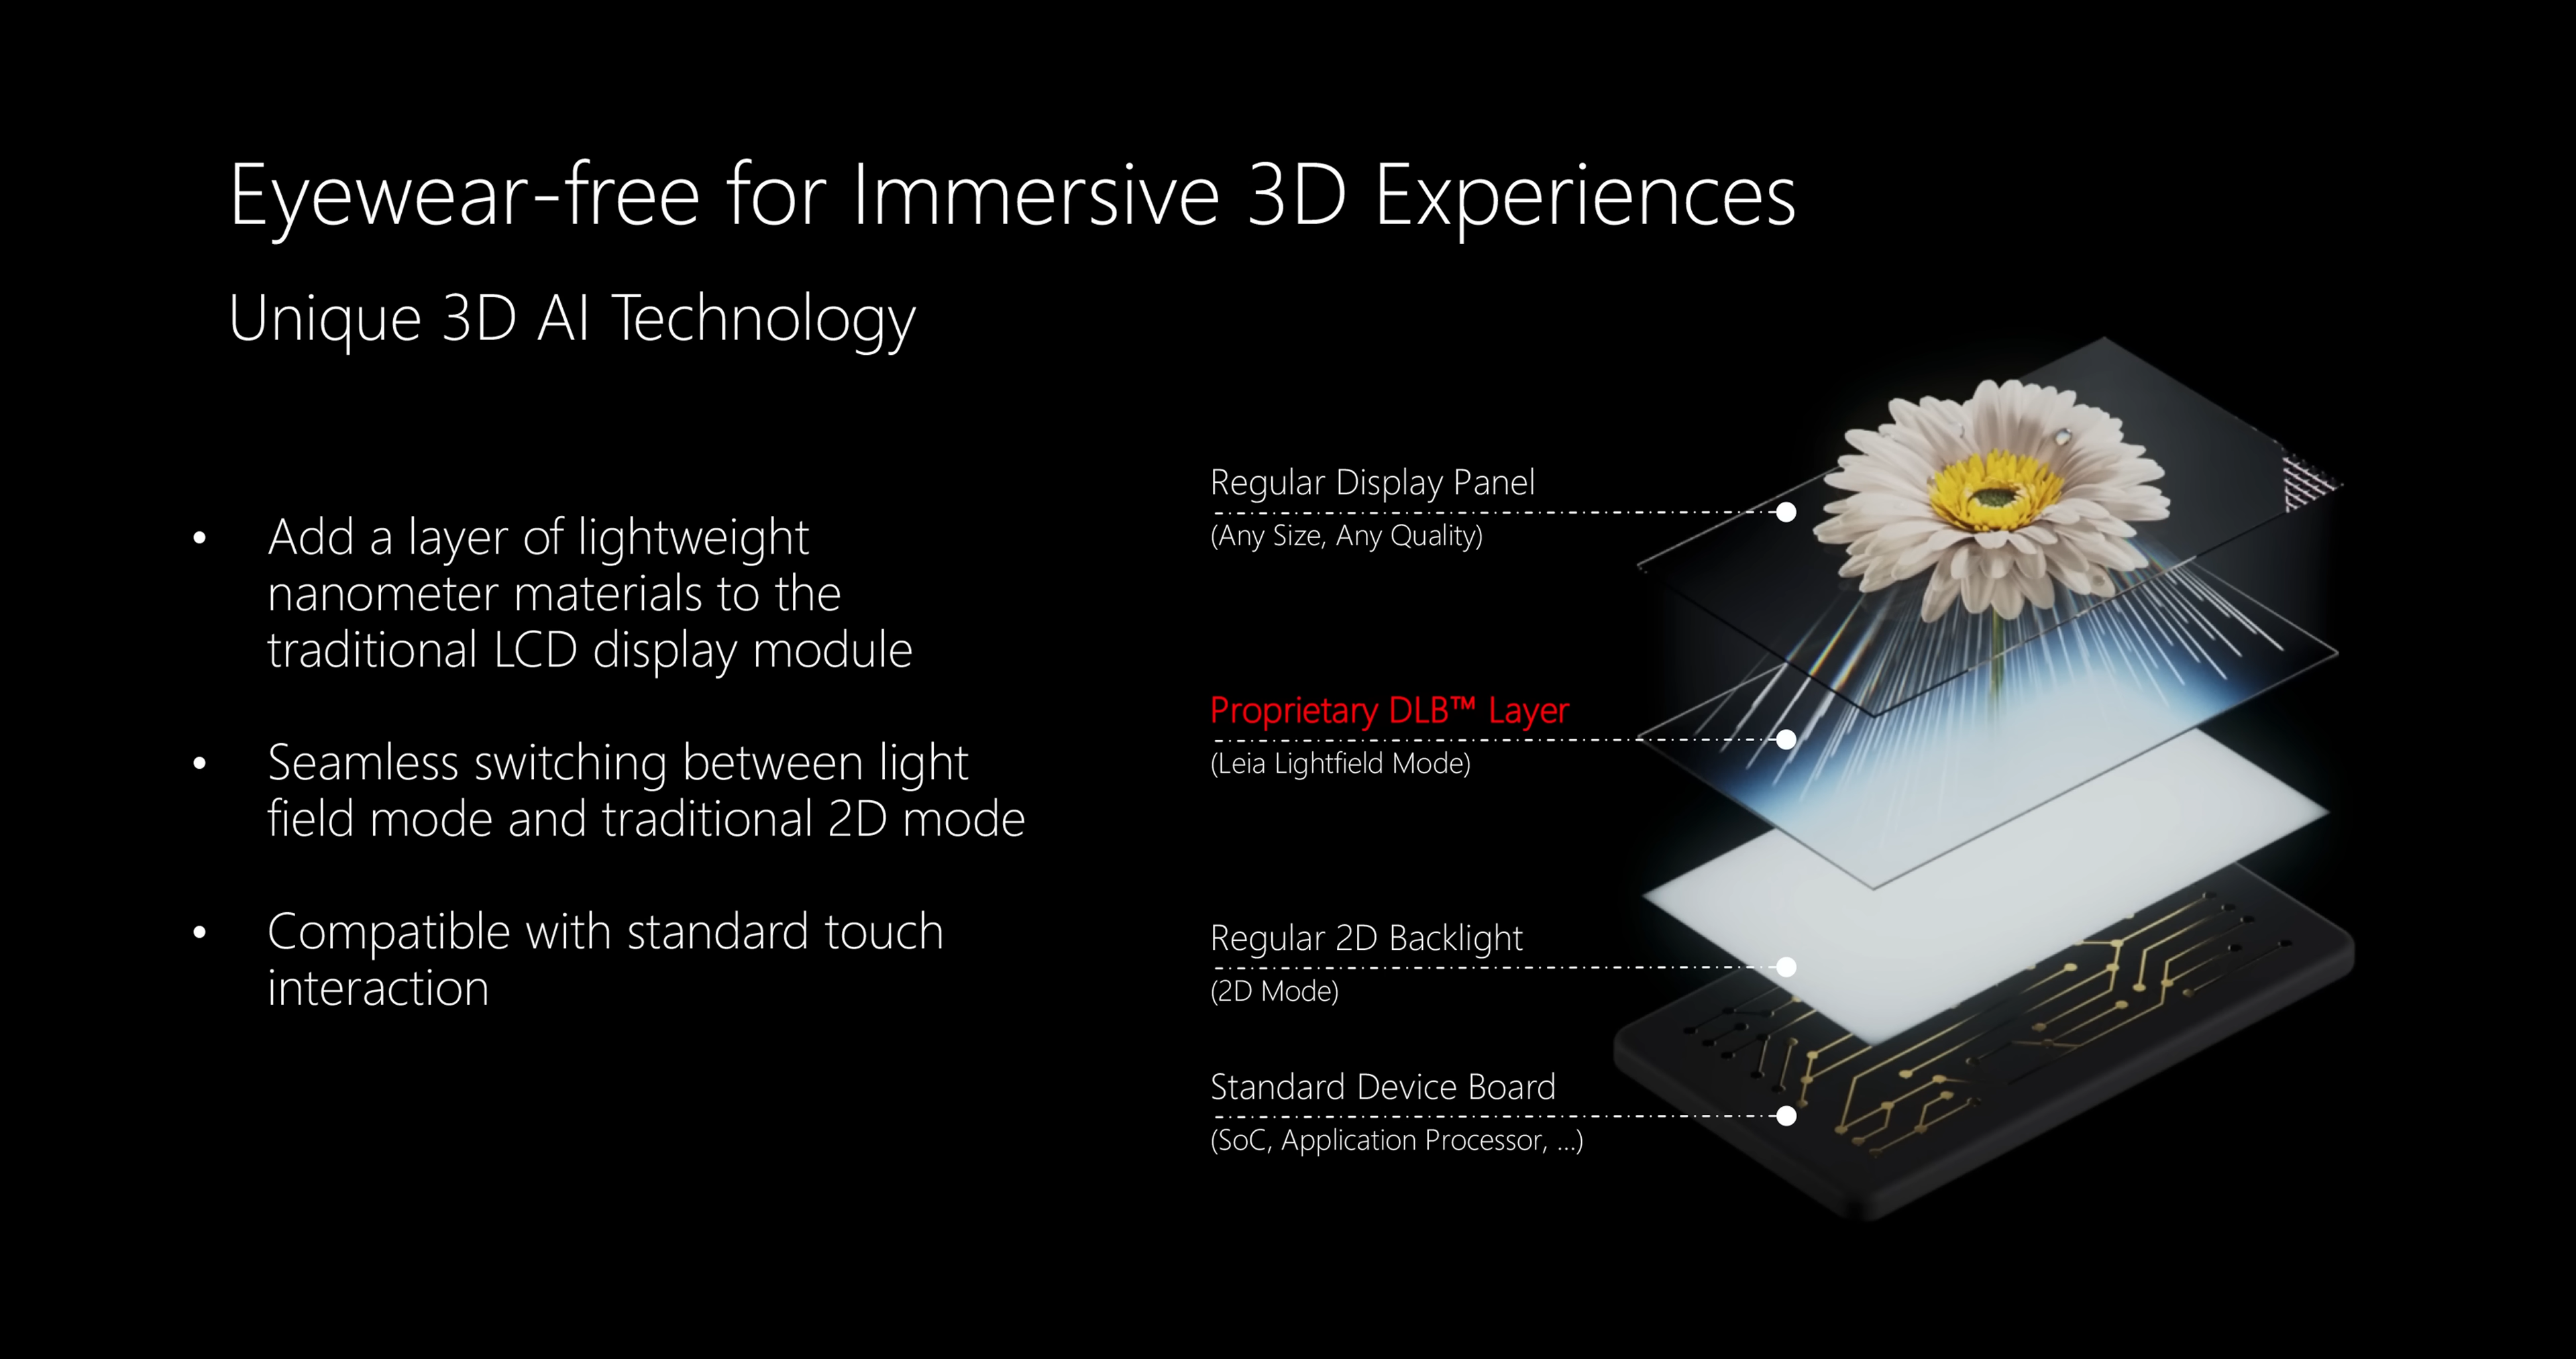 Eyewear-free for Immersive 3D Experiences
Unique 3D AI Technology
• Add a layer of lightweight
nanometer materials to the
traditional LCD display module
• Seamless switching between light
field mode and traditional 2D mode
• Compatible with standard touch
interaction
Regular Display Panel
(Any Size, Any Quality)
Proprietary DLB™ Layer
(Leia Lightfield Mode)
Regular 2D Backlight
(2D Mode)
Standard Device Board
(SoC, Application Processor, ...)